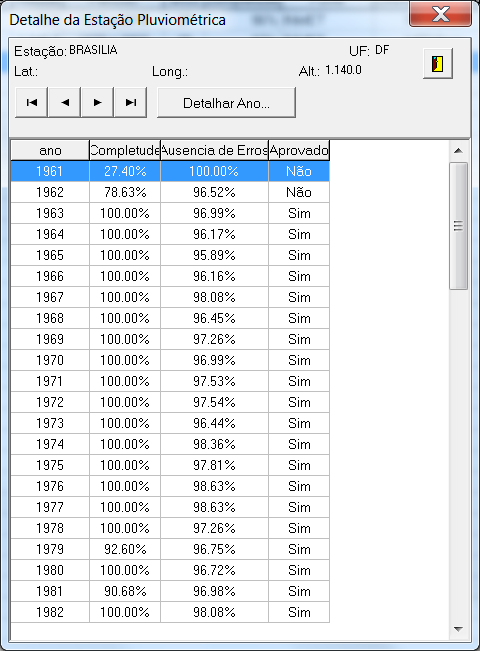 Detalhe da Estação Pluviométrica
Estação: BRASILIA UF: DF
Lat.: Long.: Alt.: 1.140.0
Detalhar Ano...
ano Completude Ausencia de Erros Aprovado
1961 27.40% 100.00% Não
1962 78.63% 96.52% Não
1963 100.00% 96.99% Sim
1964 100.00% 96.17% Sim
1965 100.00% 95.89% Sim
1966 100.00% 96.16% Sim
1967 100.00% 98.08% Sim
1968 100.00% 96.45% Sim
1969 100.00% 97.26% Sim
1970 100.00% 96.99% Sim
1971 100.00% 97.53% Sim
1972 100.00% 97.54% Sim
1973 100.00% 96.44% Sim
1974 100.00% 98.36% Sim
1975 100.00% 97.81% Sim
1976 100.00% 98.63% Sim
1977 100.00% 98.63% Sim
1978 100.00% 97.26% Sim
1979 92.60% 96.75% Sim
1980 100.00% 96.72% Sim
1981 90.68% 96.98% Sim
1982 100.00% 98.08% Sim